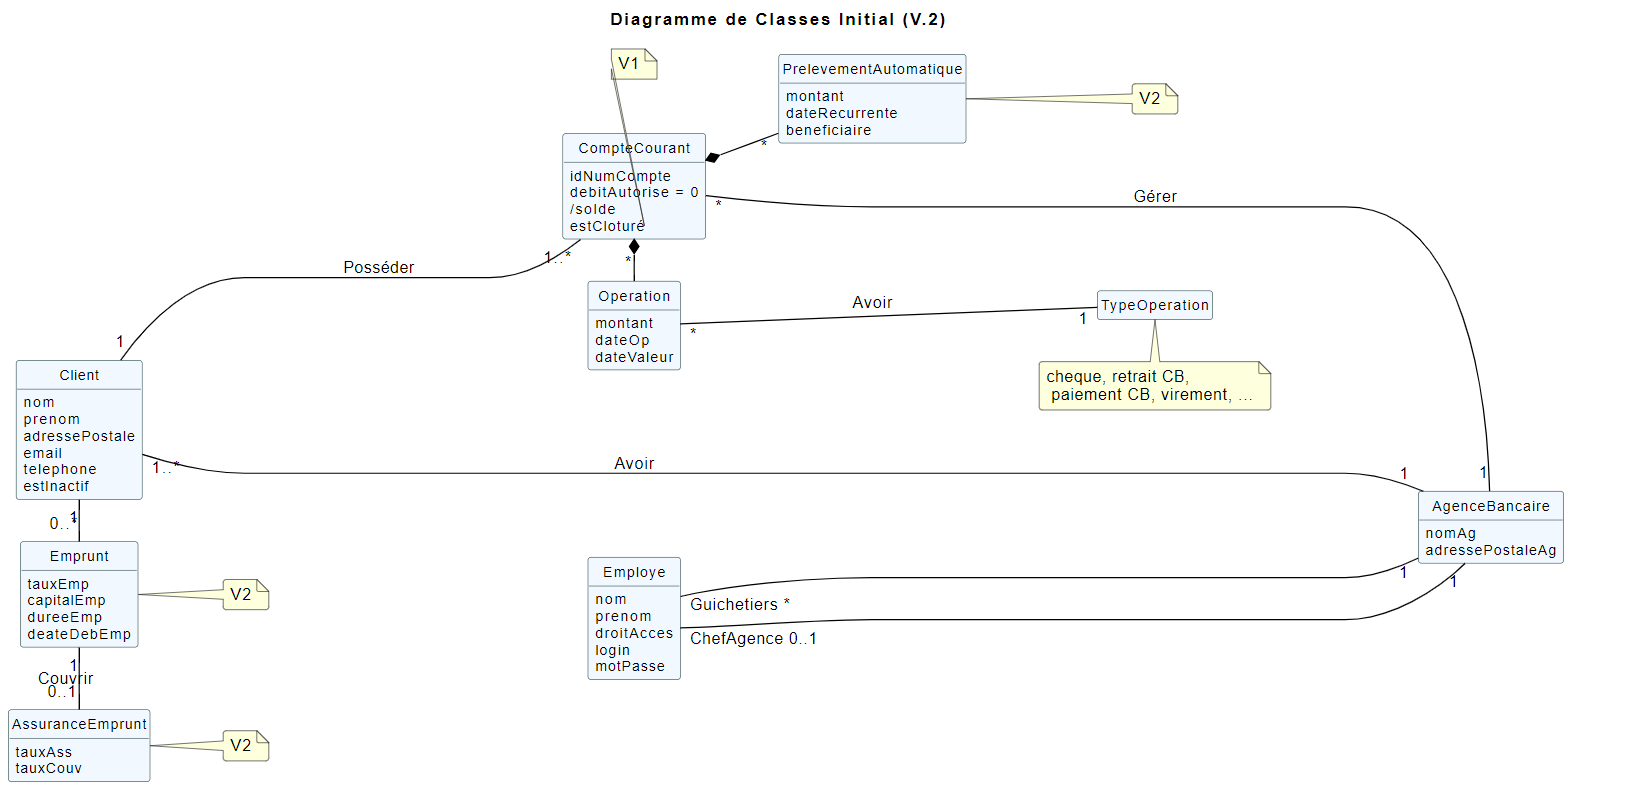 Diagramme de Classes Initial (V.2)
V1
PrelevementAutomatique
montant
dateRecurrente
beneficiaire
V2
CompteCourant
idNumCompte
debitAutorise = 0
/solde
estCloturé
*
*
Gérer
1..*
*
Posséder
1
Operation
montant
dateOp
dateValeur
Avoir
*
1
TypeOperation
cheque, retrait CB,
paiement CB, virement, ...
Client
nom
prenom
adressePostale
email
telephone
estInactif
1..*
Avoir
1
1
AgenceBancaire
nomAg
adressePostaleAg
1
0..*
Emprunt
tauxEmp
capitalEmp
dureeEmp
deateDebEmp
V2
Employe
nom
prenom
droitAcces
login
motPasse
Guichetiers *
1
ChefAgence 0..1
1
1
Couvrir
0..1
AssuranceEmprunt
tauxAss
tauxCouv
V2